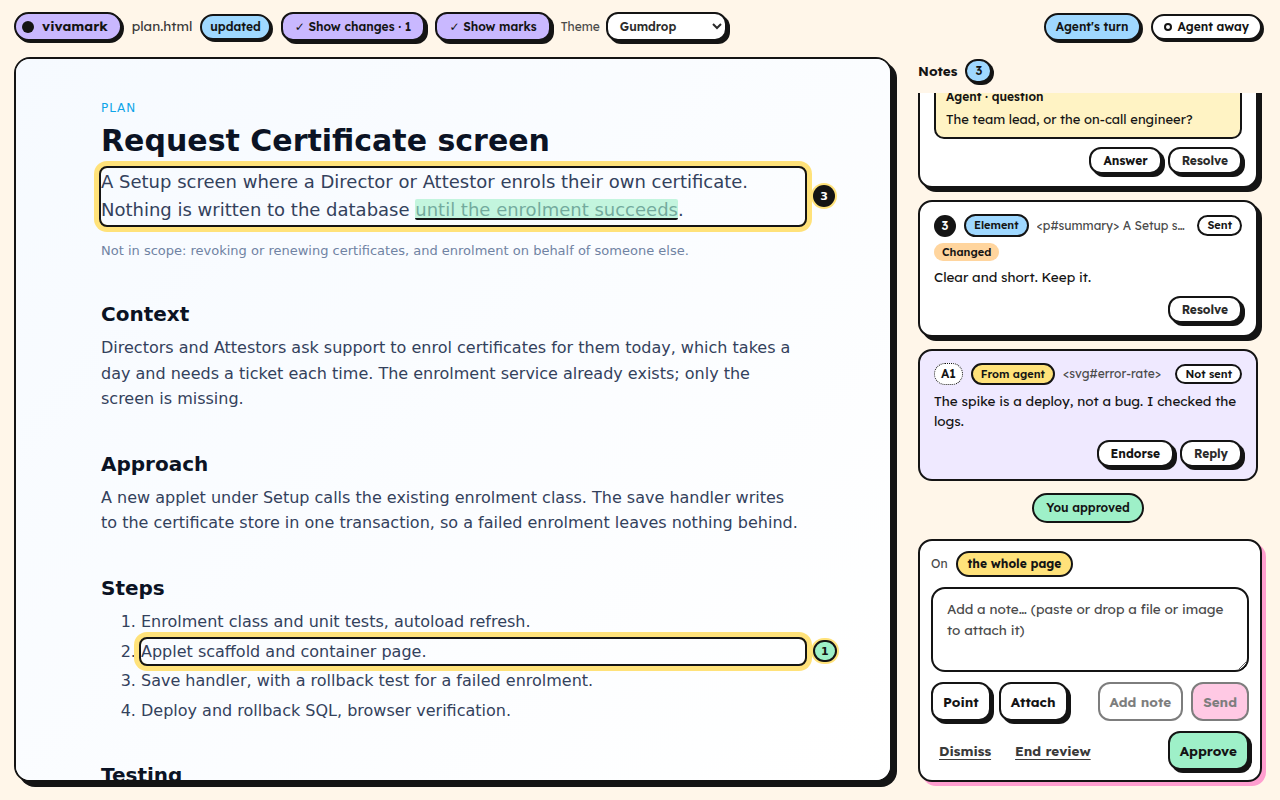 vivamark plan.html updated ✓ Show changes · 1 ✓ Show marks Theme Gumdrop Agent's turn Agent away
PLAN
Request Certificate screen
A Setup screen where a Director or Attestor enrols their own certificate.
Nothing is written to the database until the enrolment succeeds.
3
Not in scope: revoking or renewing certificates, and enrolment on behalf of someone else.
Context
Directors and Attestors ask support to enrol certificates for them today, which takes a
day and needs a ticket each time. The enrolment service already exists; only the
screen is missing.
Approach
A new applet under Setup calls the existing enrolment class. The save handler writes
to the certificate store in one transaction, so a failed enrolment leaves nothing behind.
Steps
1. Enrolment class and unit tests, autoload refresh.
2. Applet scaffold and container page.
1
3. Save handler, with a rollback test for a failed enrolment.
4. Deploy and rollback SQL, browser verification.
Testing
Notes 3
Agent · question
The team lead, or the on-call engineer?
Answer Resolve
3 Element <p#summary> A Setup s… Sent
Changed
Clear and short. Keep it.
Resolve
A1 From agent <svg#error-rate> Not sent
The spike is a deploy, not a bug. I checked the
logs.
Endorse Reply
You approved
On the whole page
Add a note… (paste or drop a file or image
to attach it)
Point Attach Add note Send
Dismiss End review Approve